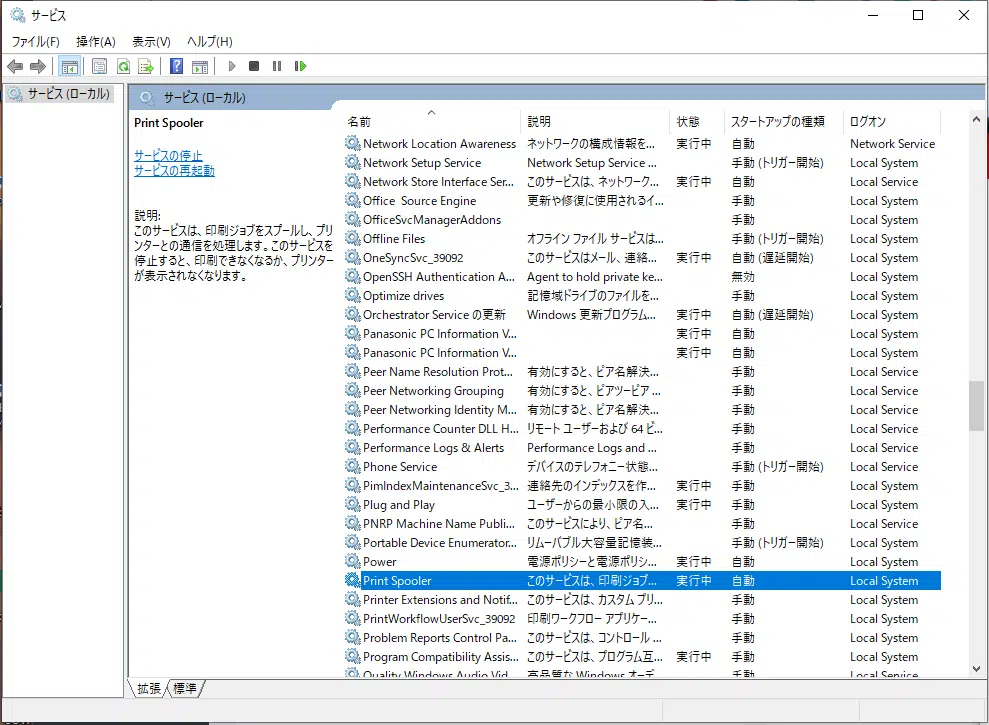 サービス
ファイル(F) 操作(A) 表示(V) ヘルプ(H)
サービス (ローカル)
サービス (ローカル)
Print Spooler
サービスの停止
サービスの再起動
説明:
このサービスは、印刷ジョブをスプールし、プリ
ンターとの通信を処理します。このサービスを
停止すると、印刷できなくなるか、プリンター
が表示されなくなります。
名前 説明 状態 スタートアップの種類 ログオン
Network Location Awareness ネットワークの構成情報を... 実行中 自動 Network Service
Network Setup Service Network Setup Service ... 手動 (トリガー開始) Local System
Network Store Interface Ser... このサービスは、ネットワーク... 実行中 自動 Local Service
Office  Source Engine 更新や修復に使用されるイ... 手動 Local System
OfficeSvcManagerAddons 手動 Local System
Offline Files オフライン ファイル サービスは... 手動 (トリガー開始) Local System
OneSyncSvc_39092 このサービスはメール、連絡... 実行中 自動 (遅延開始) Local System
OpenSSH Authentication A... Agent to hold private ke... 無効 Local System
Optimize drives 記憶域ドライブのファイルを... 手動 Local System
Orchestrator Service の更新 Windows 更新プログラム... 実行中 自動 (遅延開始) Local System
Panasonic PC Information V... 実行中 自動 Local System
Panasonic PC Information V... 実行中 自動 Local System
Peer Name Resolution Prot... 有効にすると、ピア名解決... 手動 Local Service
Peer Networking Grouping 有効にすると、ピアツーピア ... 手動 Local Service
Peer Networking Identity M... 有効にすると、ピア名解決... 手動 Local Service
Performance Counter DLL H... リモート ユーザーおよび 64 ビ... 手動 Local Service
Performance Logs & Alerts Performance Logs and ... 手動 Local Service
Phone Service デバイスのテレフォニー状態... 手動 (トリガー開始) Local Service
PimIndexMaintenanceSvc_3... 連絡先のインデックスを作... 実行中 手動 Local System
Plug and Play ユーザーからの最小限の入... 実行中 手動 Local System
PNRP Machine Name Publi... このサービスにより、ピア名... 手動 Local Service
Portable Device Enumerator... リムーバブル大容量記憶装... 手動 (トリガー開始) Local System
Power 電源ポリシーと電源ポリシ... 実行中 自動 Local System
Print Spooler このサービスは、印刷ジョブ... 実行中 自動 Local System
Printer Extensions and Notif... このサービスは、カスタム プリ... 手動 Local System
PrintWorkflowUserSvc_39092 印刷ワークフロー アプリケー... 手動 Local System
Problem Reports Control Pa... このサービスは、コントロール ... 手動 Local System
Program Compatibility Assis... このサービスは、プログラム互... 実行中 手動 Local System
Quality Windows Audio Vid... 高品質な Windows オーデ... 手動 Local Service
拡張 標準